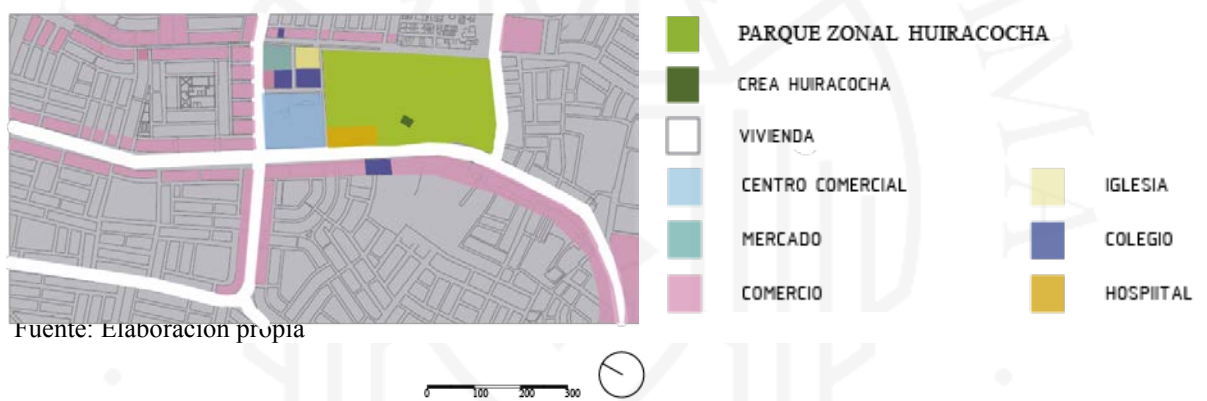 PARQUE ZONAL HUIRACOCHA
CREA HUIRACOCHA
VIVIENDA
CENTRO COMERCIAL
IGLESIA
MERCADO
COLEGIO
COMERCIO
HOSPIITAL
Fuente: Elaboración propia
0 100 200 300